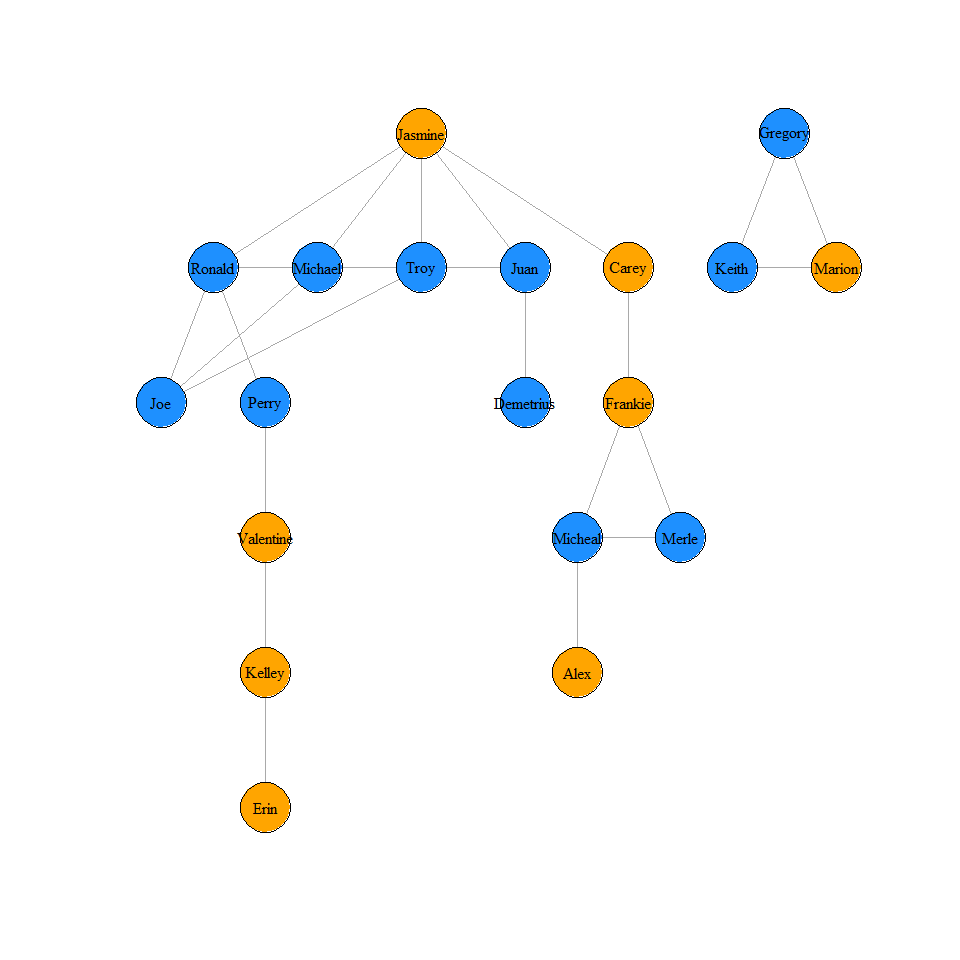 Jasmine
Gregory
Ronald
Michael
Troy
Juan
Carey
Keith
Marion
Joe
Perry
Demetrius
Frankie
Valentine
Micheal
Merle
Kelley
Alex
Erin